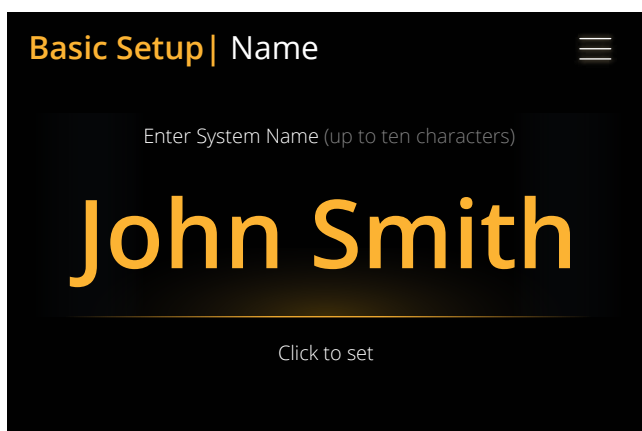 Basic Setup| Name
Enter System Name (up to ten characters)
John Smith
Click to set